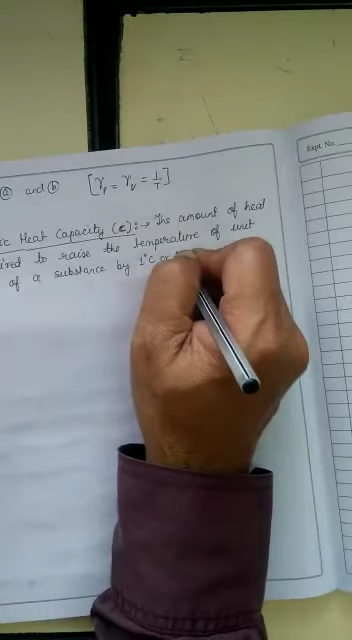 ⓐ and ⓑ [γₚ = γᵥ = 1/T]
ic Heat Capacity (c):→ The amount of heat
ired to raise the temperature of unit
of a substance by 1°C or
Expt. No.